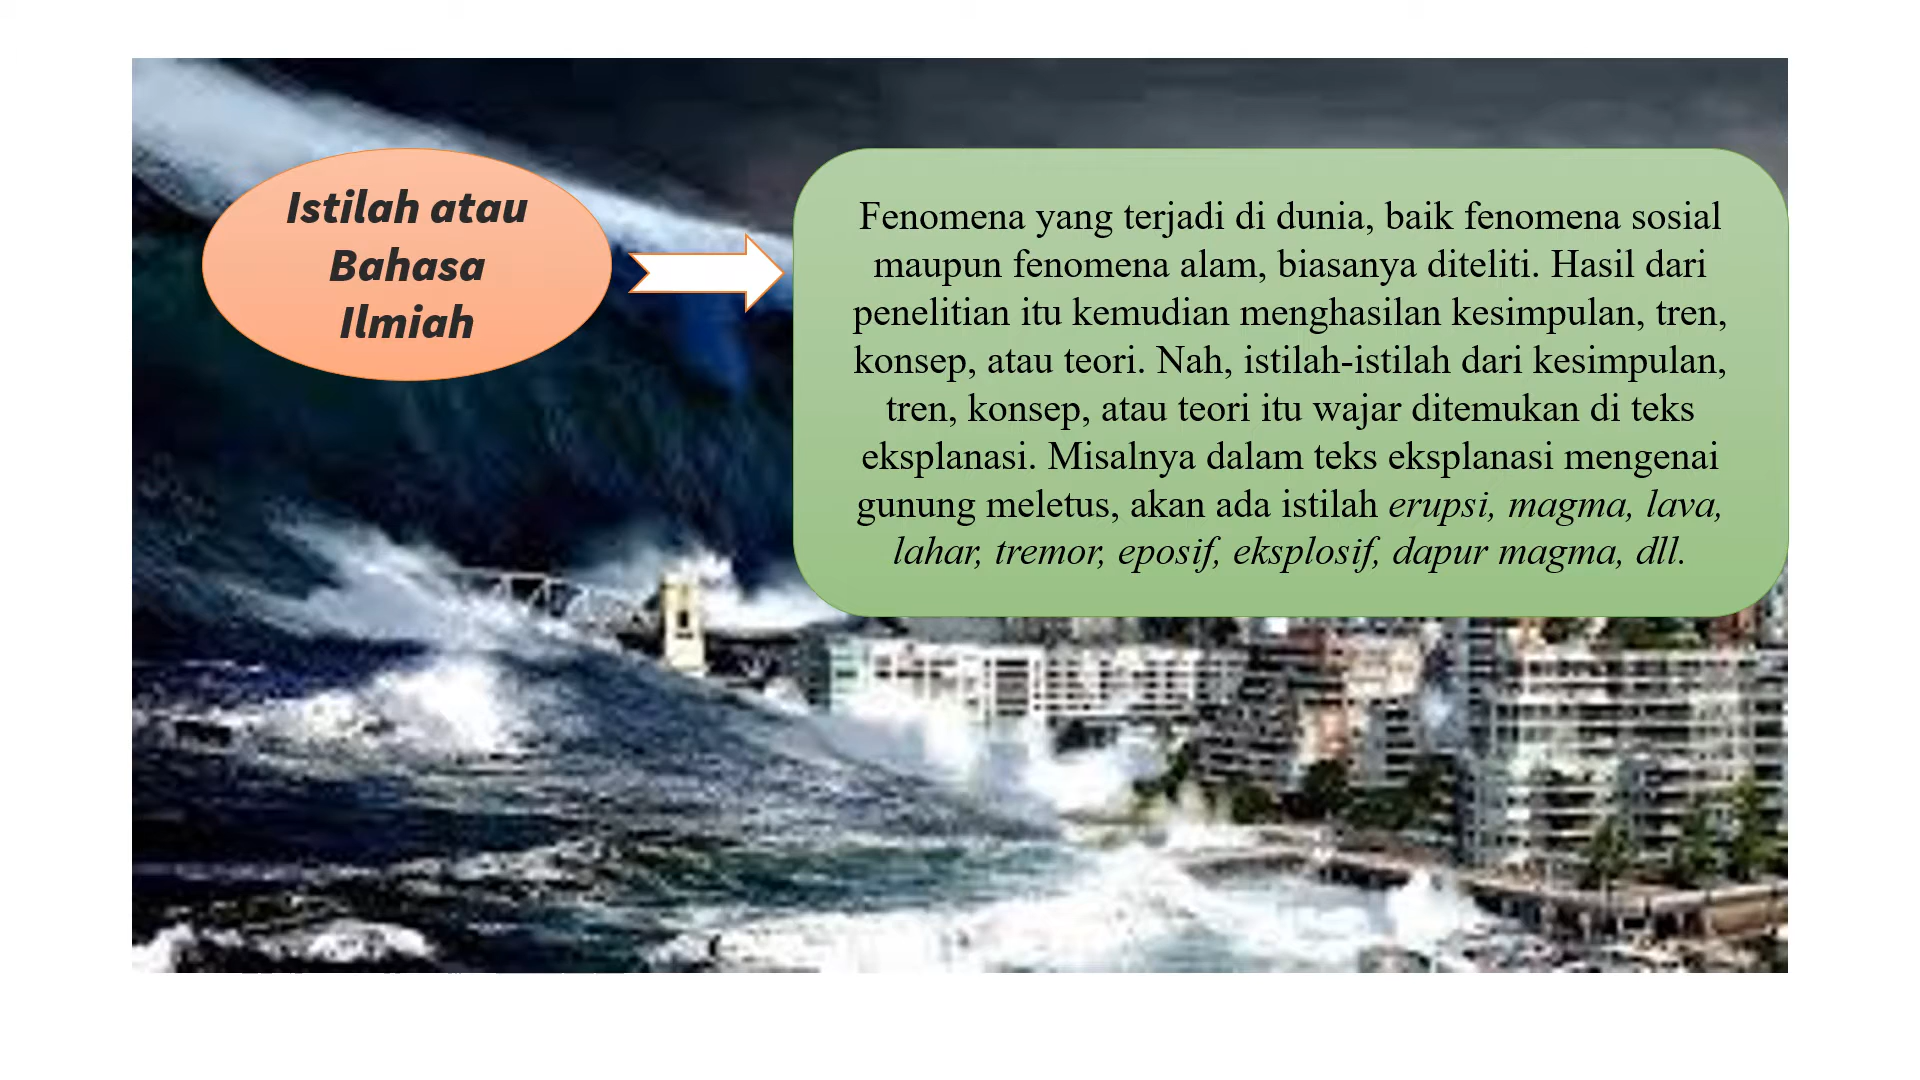 Istilah atau
Bahasa
Ilmiah
Fenomena yang terjadi di dunia, baik fenomena sosial
maupun fenomena alam, biasanya diteliti. Hasil dari
penelitian itu kemudian menghasilan kesimpulan, tren,
konsep, atau teori. Nah, istilah-istilah dari kesimpulan,
tren, konsep, atau teori itu wajar ditemukan di teks
eksplanasi. Misalnya dalam teks eksplanasi mengenai
gunung meletus, akan ada istilah erupsi, magma, lava,
lahar, tremor, eposif, eksplosif, dapur magma, dll.